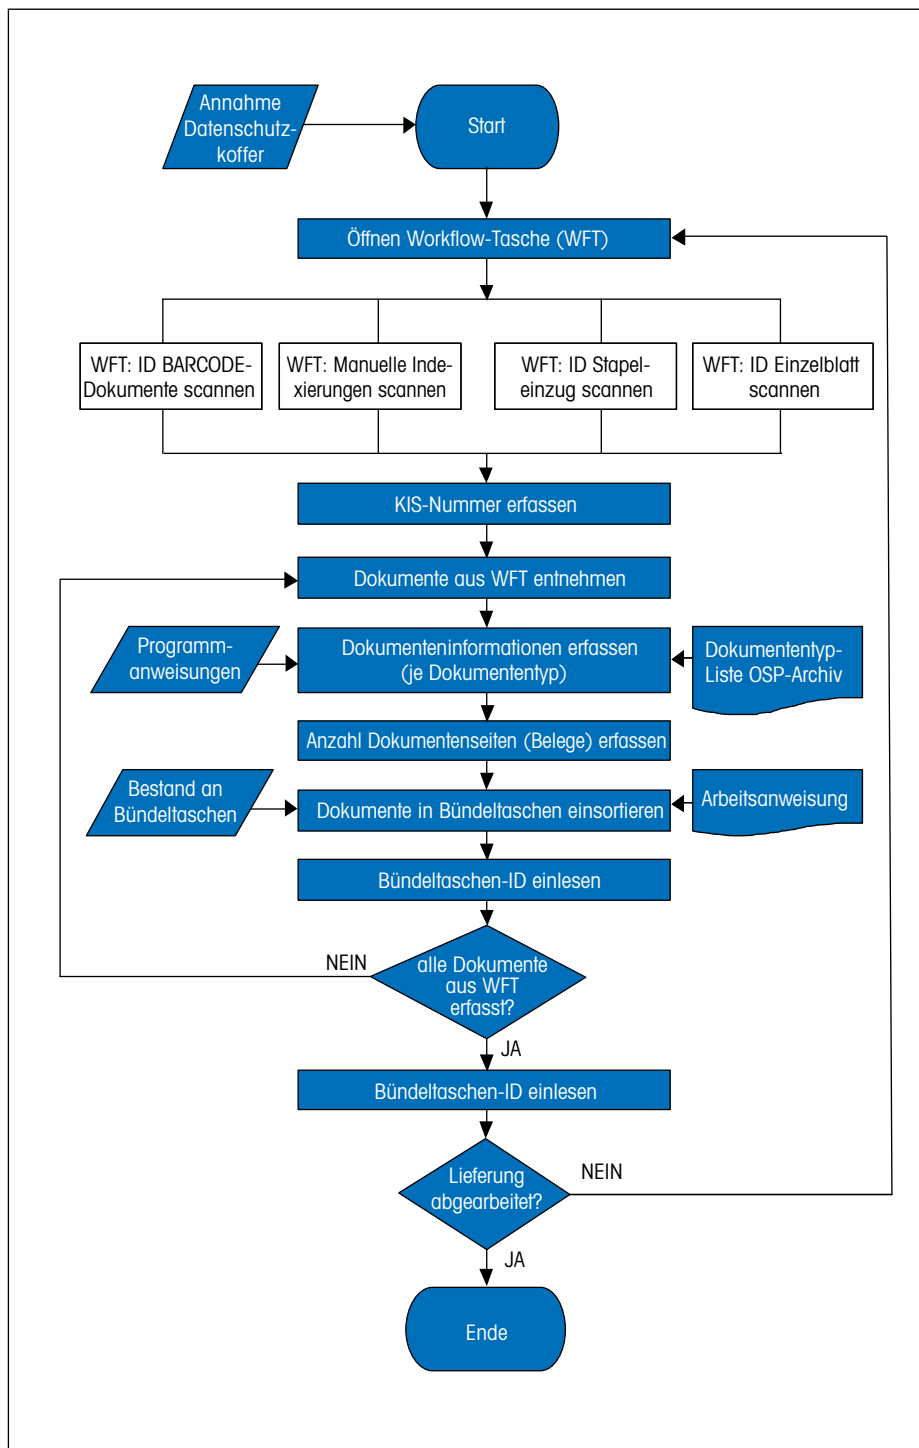 Annahme
Datenschutz-
koffer
Start
Öffnen Workflow-Tasche (WFT)
WFT: ID BARCODE-
Dokumente scannen
WFT: Manuelle Inde-
xierungen scannen
WFT: ID Stapel-
einzug scannen
WFT: ID Einzelblatt
scannen
KIS-Nummer erfassen
Dokumente aus WFT entnehmen
Programm-
anweisungen
Dokumenteninformationen erfassen
(je Dokumententyp)
Dokumententyp-
Liste OSP-Archiv
Anzahl Dokumentenseiten (Belege) erfassen
Bestand an
Bündeltaschen
Dokumente in Bündeltaschen einsortieren
Arbeitsanweisung
Bündeltaschen-ID einlesen
NEIN
alle Dokumente
aus WFT
erfasst?
JA
Bündeltaschen-ID einlesen
Lieferung
abgearbeitet?
NEIN
JA
Ende